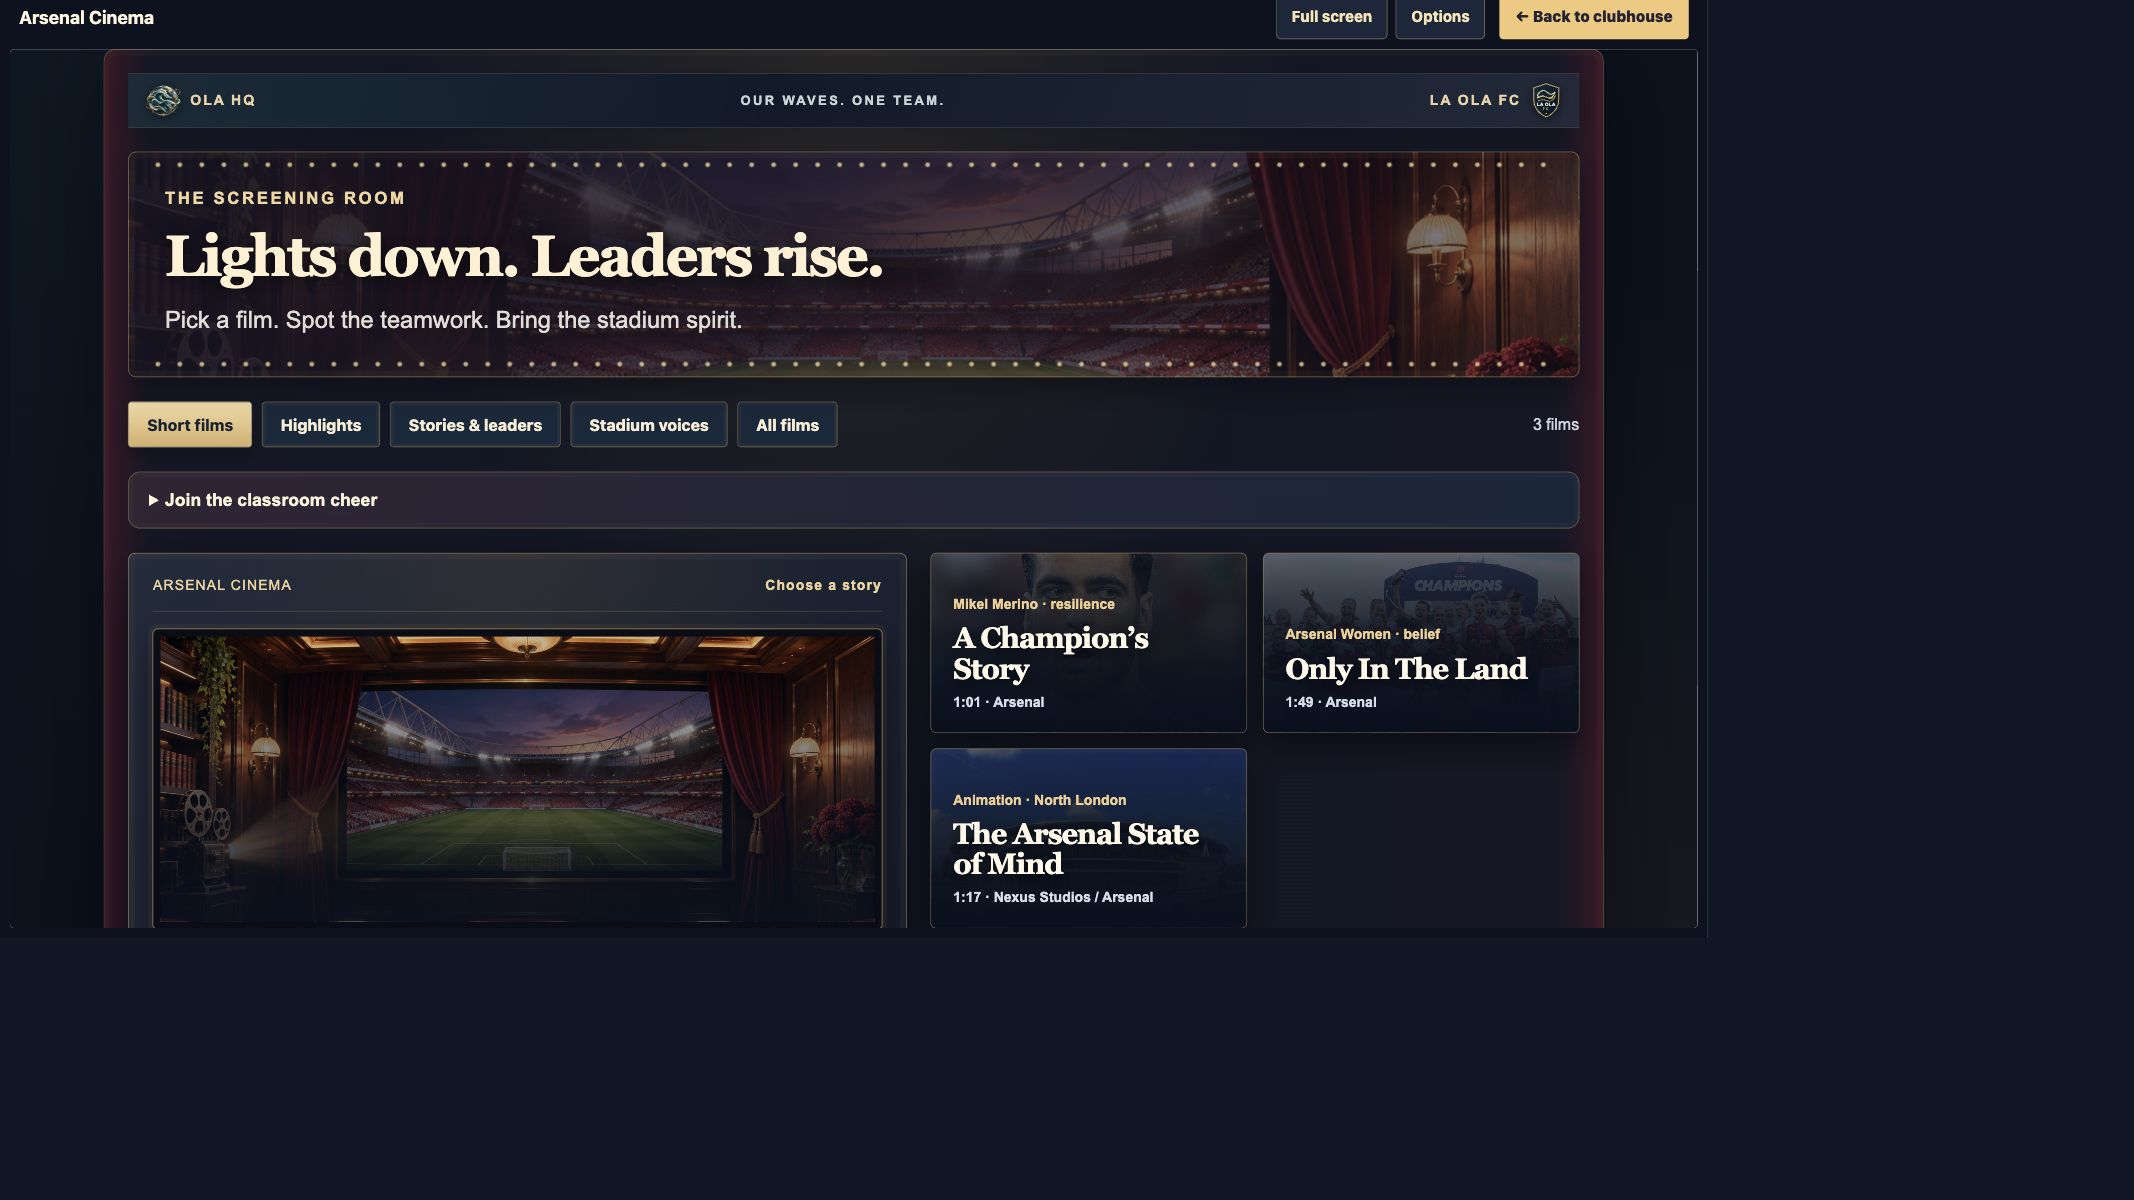 Arsenal Cinema
Full screen
Options
← Back to clubhouse
OLA HQ
OUR WAVES. ONE TEAM.
LA OLA FC
LA OLA
FC
THE SCREENING ROOM
Lights down. Leaders rise.
Pick a film. Spot the teamwork. Bring the stadium spirit.
Short films
Highlights
Stories & leaders
Stadium voices
All films
3 films
Join the classroom cheer
ARSENAL CINEMA
Choose a story
Mikel Merino · resilience
A Champion’s
Story
1:01 · Arsenal
CHAMPIONS
Arsenal Women · belief
Only In The Land
1:49 · Arsenal
Animation · North London
The Arsenal State
of Mind
1:17 · Nexus Studios / Arsenal